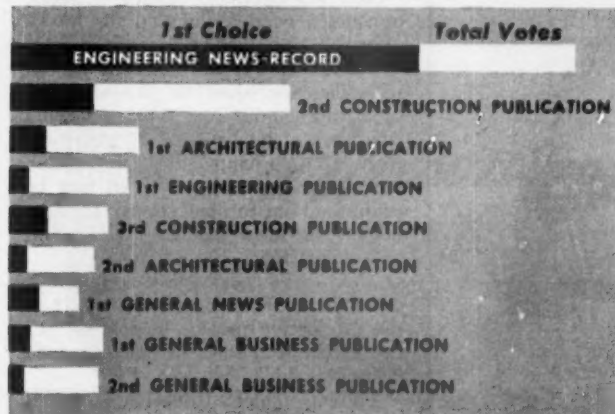 1st Choice Total Votes
ENGINEERING NEWS-RECORD
2nd CONSTRUCTION PUBLICATION
1st ARCHITECTURAL PUBLICATION
1st ENGINEERING PUBLICATION
3rd CONSTRUCTION PUBLICATION
2nd ARCHITECTURAL PUBLICATION
1st GENERAL NEWS PUBLICATION
1st GENERAL BUSINESS PUBLICATION
2nd GENERAL BUSINESS PUBLICATION